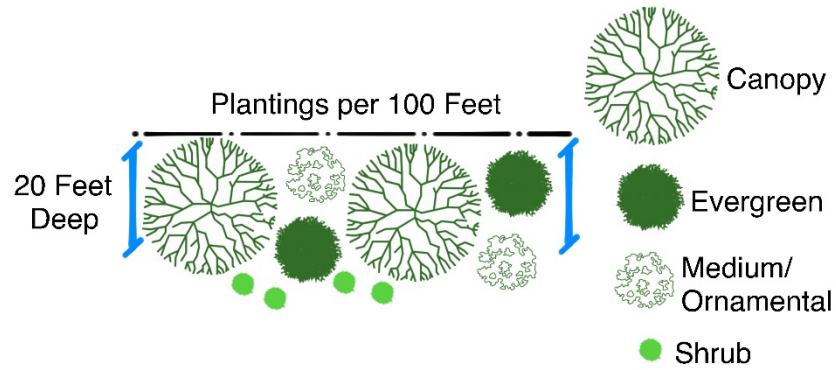 Plantings per 100 Feet
20 Feet
Deep
Canopy
Evergreen
Medium/
Ornamental
Shrub